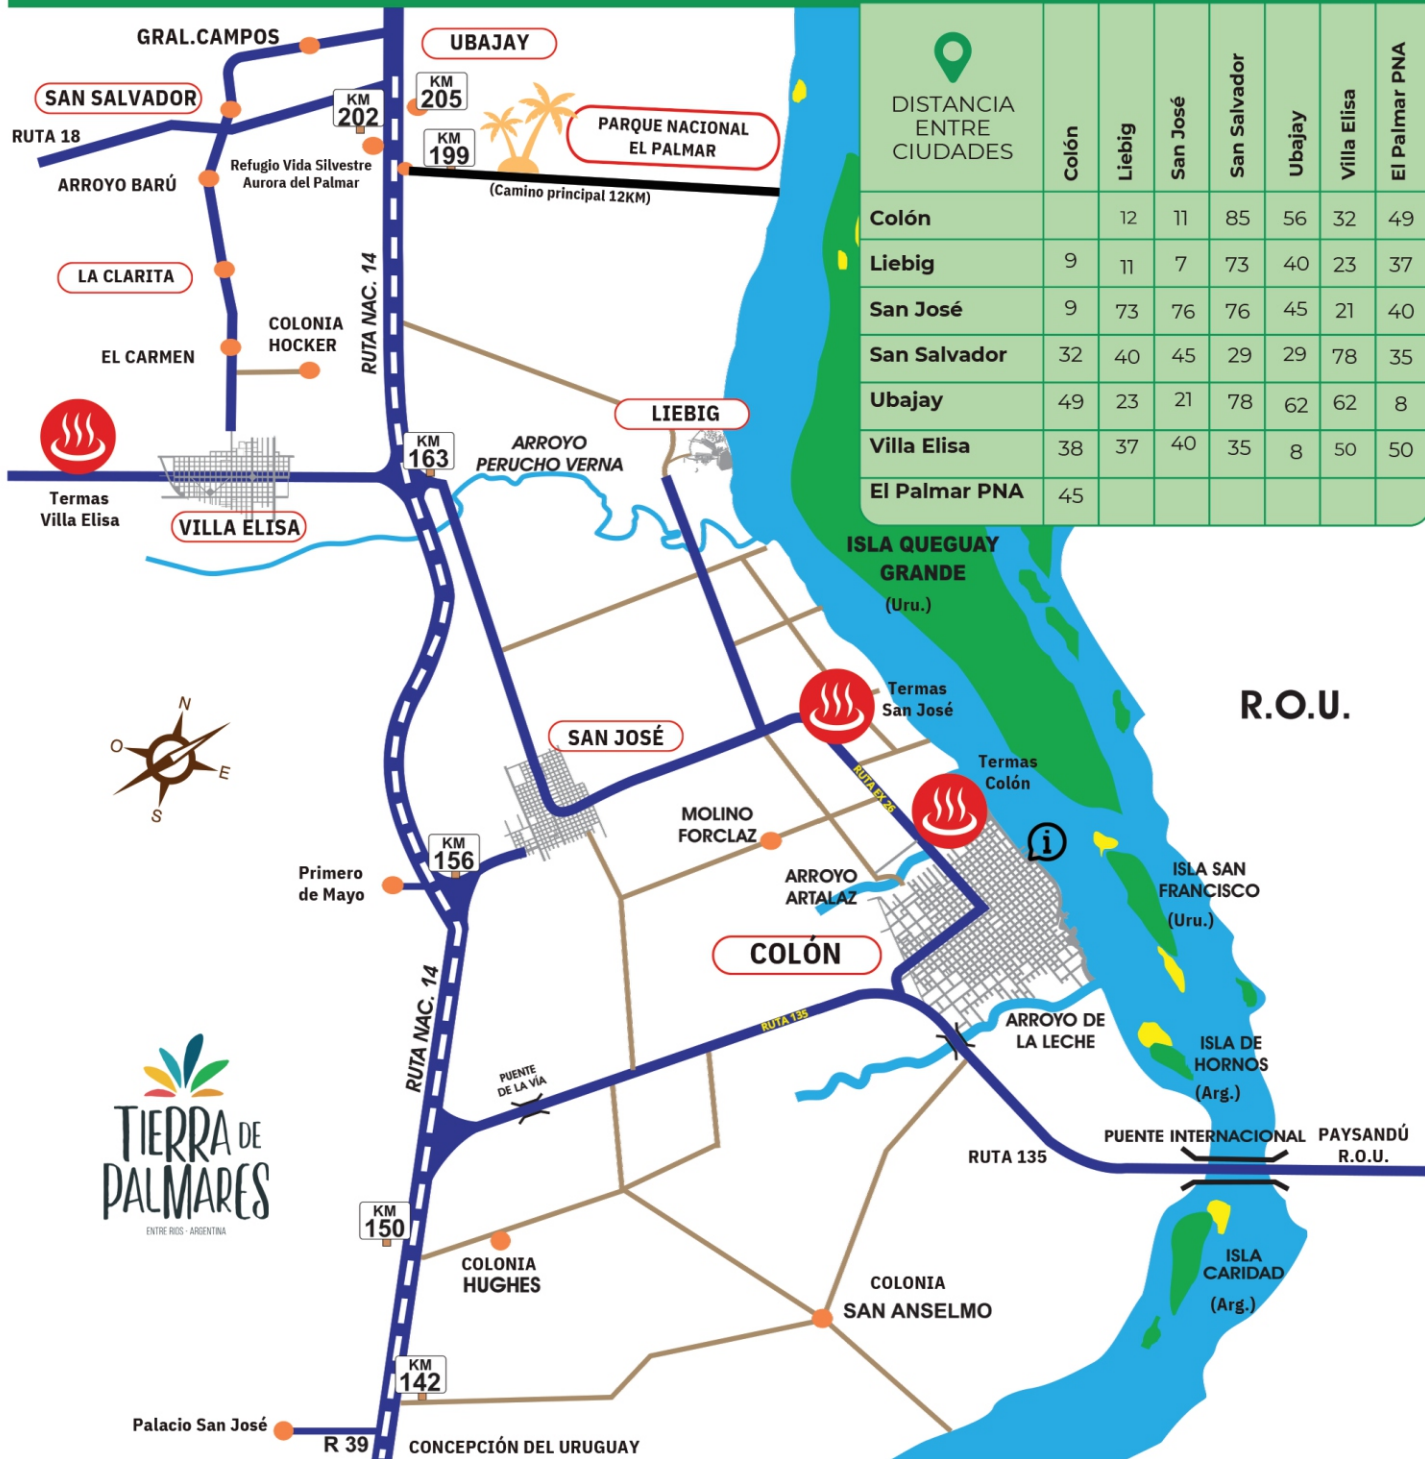 GRAL.CAMPOS
UBAJAY
SAN SALVADOR
KM
202
KM
205
RUTA 18
KM
199
PARQUE NACIONAL
EL PALMAR
Refugio Vida Silvestre
Aurora del Palmar
(Camino principal 12KM)
ARROYO BARÚ
LA CLARITA
RUTA NAC. 14
COLONIA
HOCKER
EL CARMEN
LIEBIG
ARROYO
PERUCHO VERNA
KM
163
Termas
Villa Elisa
VILLA ELISA
DISTANCIA
ENTRE
CIUDADES
Colón Liebig San José San Salvador Ubajay Villa Elisa El Palmar PNA
Colón 12 11 85 56 32 49
Liebig 9 11 7 73 40 23 37
San José 9 73 76 76 45 21 40
San Salvador 32 40 45 29 29 78 35
Ubajay 49 23 21 78 62 62 8
Villa Elisa 38 37 40 35 8 50 50
El Palmar PNA 45
ISLA QUEGUAY
GRANDE
(Uru.)
R.O.U.
N
O
E
S
Termas
San José
SAN JOSÉ
Termas
Colón
RUTA EX 26
MOLINO
FORCLAZ
i
KM
156
Primero
de Mayo
ARROYO
ARTALAZ
ISLA SAN
FRANCISCO
(Uru.)
COLÓN
RUTA NAC. 14
RUTA 135
ARROYO DE
LA LECHE
ISLA DE
HORNOS
(Arg.)
PUENTE
DE LA VÍA
TIERRA DE
PALMARES
ENTRE RIOS - ARGENTINA
RUTA 135
PUENTE INTERNACIONAL
PAYSANDÚ
R.O.U.
KM
150
COLONIA
HUGHES
ISLA
CARIDAD
(Arg.)
COLONIA
SAN ANSELMO
KM
142
Palacio San José
R 39
CONCEPCIÓN DEL URUGUAY